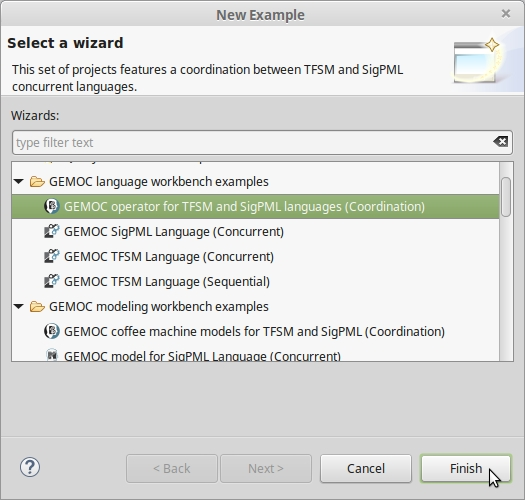 New Example
Select a wizard
This set of projects features a coordination between TFSM and SigPML
concurrent languages.
Wizards:
type filter text
GEMOC language workbench examples
GEMOC operator for TFSM and SigPML languages (Coordination)
GEMOC SigPML Language (Concurrent)
GEMOC TFSM Language (Concurrent)
GEMOC TFSM Language (Sequential)
GEMOC modeling workbench examples
GEMOC coffee machine models for TFSM and SigPML (Coordination)
GEMOC model for SigPML Language (Concurrent)
< Back
Next >
Cancel
Finish